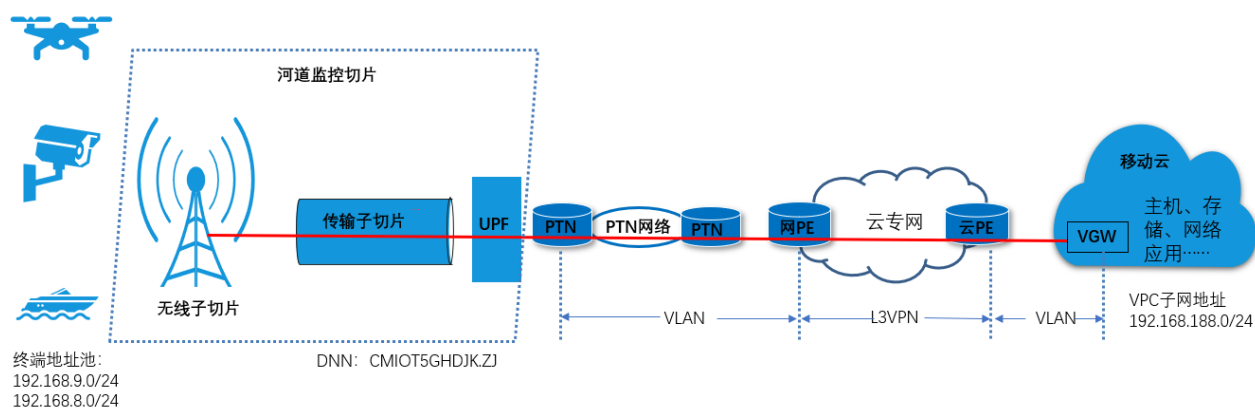 河道监控切片
移动云
主机、存
储、网络
应用……
传输子切片
UPF
PTN
PTN网络
PTN
网PE
云专网
云PE
VGW
无线子切片
VLAN
L3VPN
VLAN
VPC子网地址
192.168.188.0/24
终端地址池：
192.168.9.0/24
192.168.8.0/24
DNN：CMIOT5GHDJK.ZJ